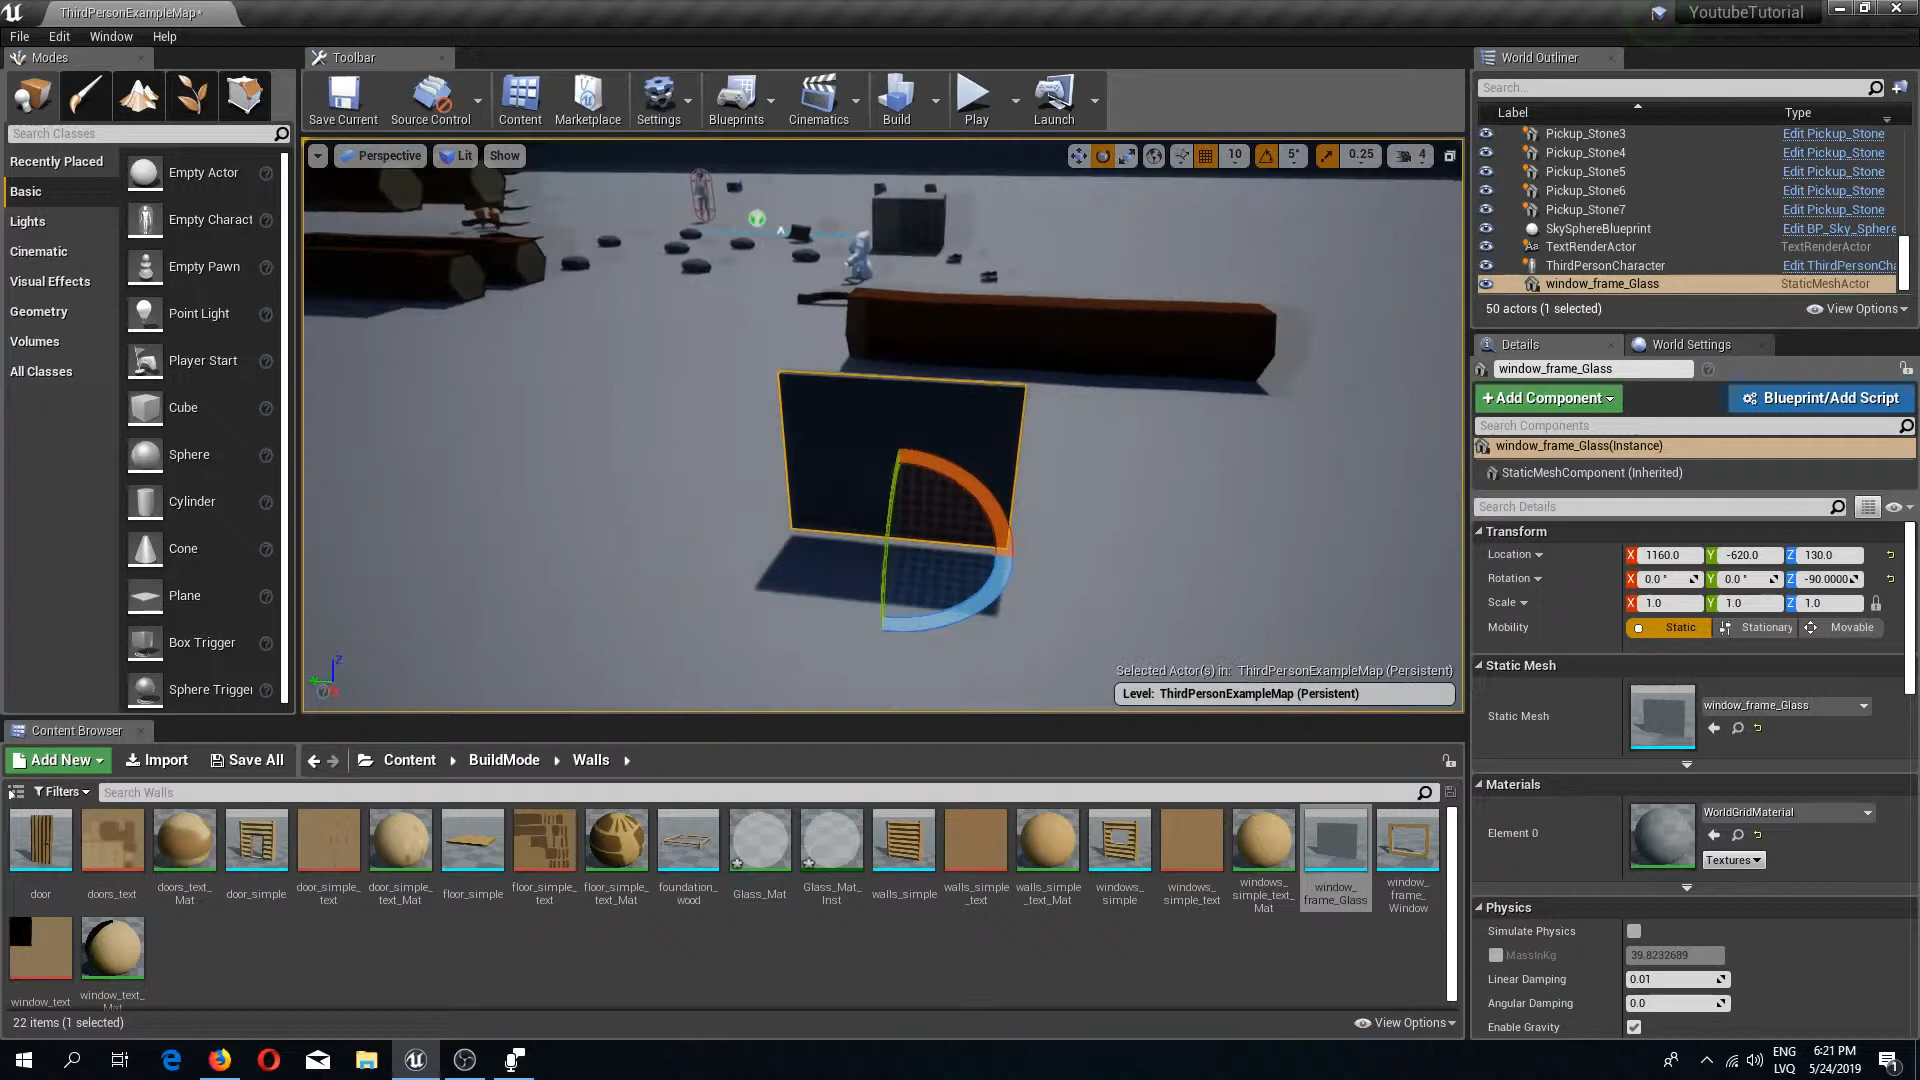 ThirdPersonExampleMap*
YoutubeTutorial
File Edit Window Help
Modes
Toolbar
World Outliner
Search Classes
Save Current Source Control Content Marketplace Settings Blueprints Cinematics Build Play Launch
Search...
Label Type
Pickup_Stone3 Edit Pickup_Stone
Pickup_Stone4 Edit Pickup_Stone
Pickup_Stone5 Edit Pickup_Stone
Pickup_Stone6 Edit Pickup_Stone
Pickup_Stone7 Edit Pickup_Stone
SkySphereBlueprint Edit BP_Sky_Sphere
TextRenderActor TextRenderActor
ThirdPersonCharacter Edit ThirdPersonCha
window_frame_Glass StaticMeshActor
50 actors (1 selected) View Options
Recently Placed
Basic
Lights
Cinematic
Visual Effects
Geometry
Volumes
All Classes
Empty Actor
Empty Charact
Empty Pawn
Point Light
Player Start
Cube
Sphere
Cylinder
Cone
Plane
Box Trigger
Sphere Trigger
Perspective Lit Show 10 5° 0.25 4
Selected Actor(s) in: ThirdPersonExampleMap (Persistent)
Level: ThirdPersonExampleMap (Persistent)
Details World Settings
window_frame_Glass
+Add Component Blueprint/Add Script
Search Components
window_frame_Glass(Instance)
StaticMeshComponent (Inherited)
Search Details
Transform
Location X 1160.0 Y -620.0 Z 130.0
Rotation X 0.0 ° Y 0.0 ° Z -90.0000
Scale X 1.0 Y 1.0 Z 1.0
Mobility Static Stationary Movable
Static Mesh
Static Mesh window_frame_Glass
Materials
Element 0 WorldGridMaterial
Textures
Physics
Simulate Physics
MassInKg 39.8232689
Linear Damping 0.01
Angular Damping 0.0
Enable Gravity
Content Browser
Add New Import Save All Content BuildMode Walls
Filters Search Walls
door
doors_text
doors_text_Mat
door_simple
door_simple_text
door_simple_text_Mat
floor_simple
floor_simple_text
floor_simple_text_Mat
foundation_wood
Glass_Mat
Glass_Mat_Inst
walls_simple
walls_simple_text
walls_simple_text_Mat
windows_simple
windows_simple_text
windows_simple_text_Mat
window_frame_Glass
window_frame_Window
window_text
window_text_Mat
22 items (1 selected) View Options
ENG
LVQ
6:21 PM
5/24/2019
1